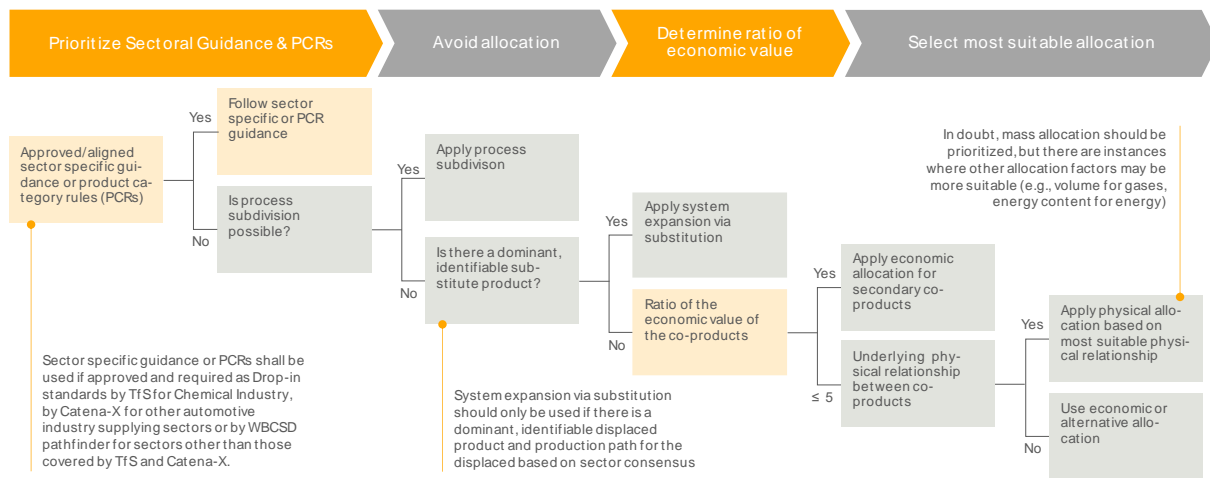 Prioritize Sectoral Guidance & PCRs
Avoid allocation
Determine ratio of
economic value
Select most suitable allocation
Approved/aligned
sector specific gui-
dance or product ca-
tegory rules (PCRs)
Yes
Follow sector
specific or PCR
guidance
No
Is process
subdivision
possible?
Yes
Apply process
subdivison
No
Is there a dominant,
identifiable sub-
stitute product?
Yes
Apply system
expansion via
substitution
No
Ratio of the
economic value of
the co-products
Yes
Apply economic
allocation for
secondary co-
products
≤ 5
Underlying phy-
sical relationship
between co-
products
Yes
Apply physical allo-
cation based on
most suitable physi-
cal relationship
No
Use economic or
alternative allo-
cation
In doubt, mass allocation should be
prioritized, but there are instances
where other allocation factors may be
more suitable (e.g., volume for gases,
energy content for energy)
Sector specific guidance or PCRs shall be
used if approved and required as Drop-in
standards by TfS for Chemical Industry,
by Catena-X for other automotive
industry supplying sectors or by WBCSD
pathfinder for sectors other than those
covered by TfS and Catena-X.
System expansion via substitution
should only be used if there is a
dominant, identifiable displaced
product and production path for the
displaced based on sector consensus